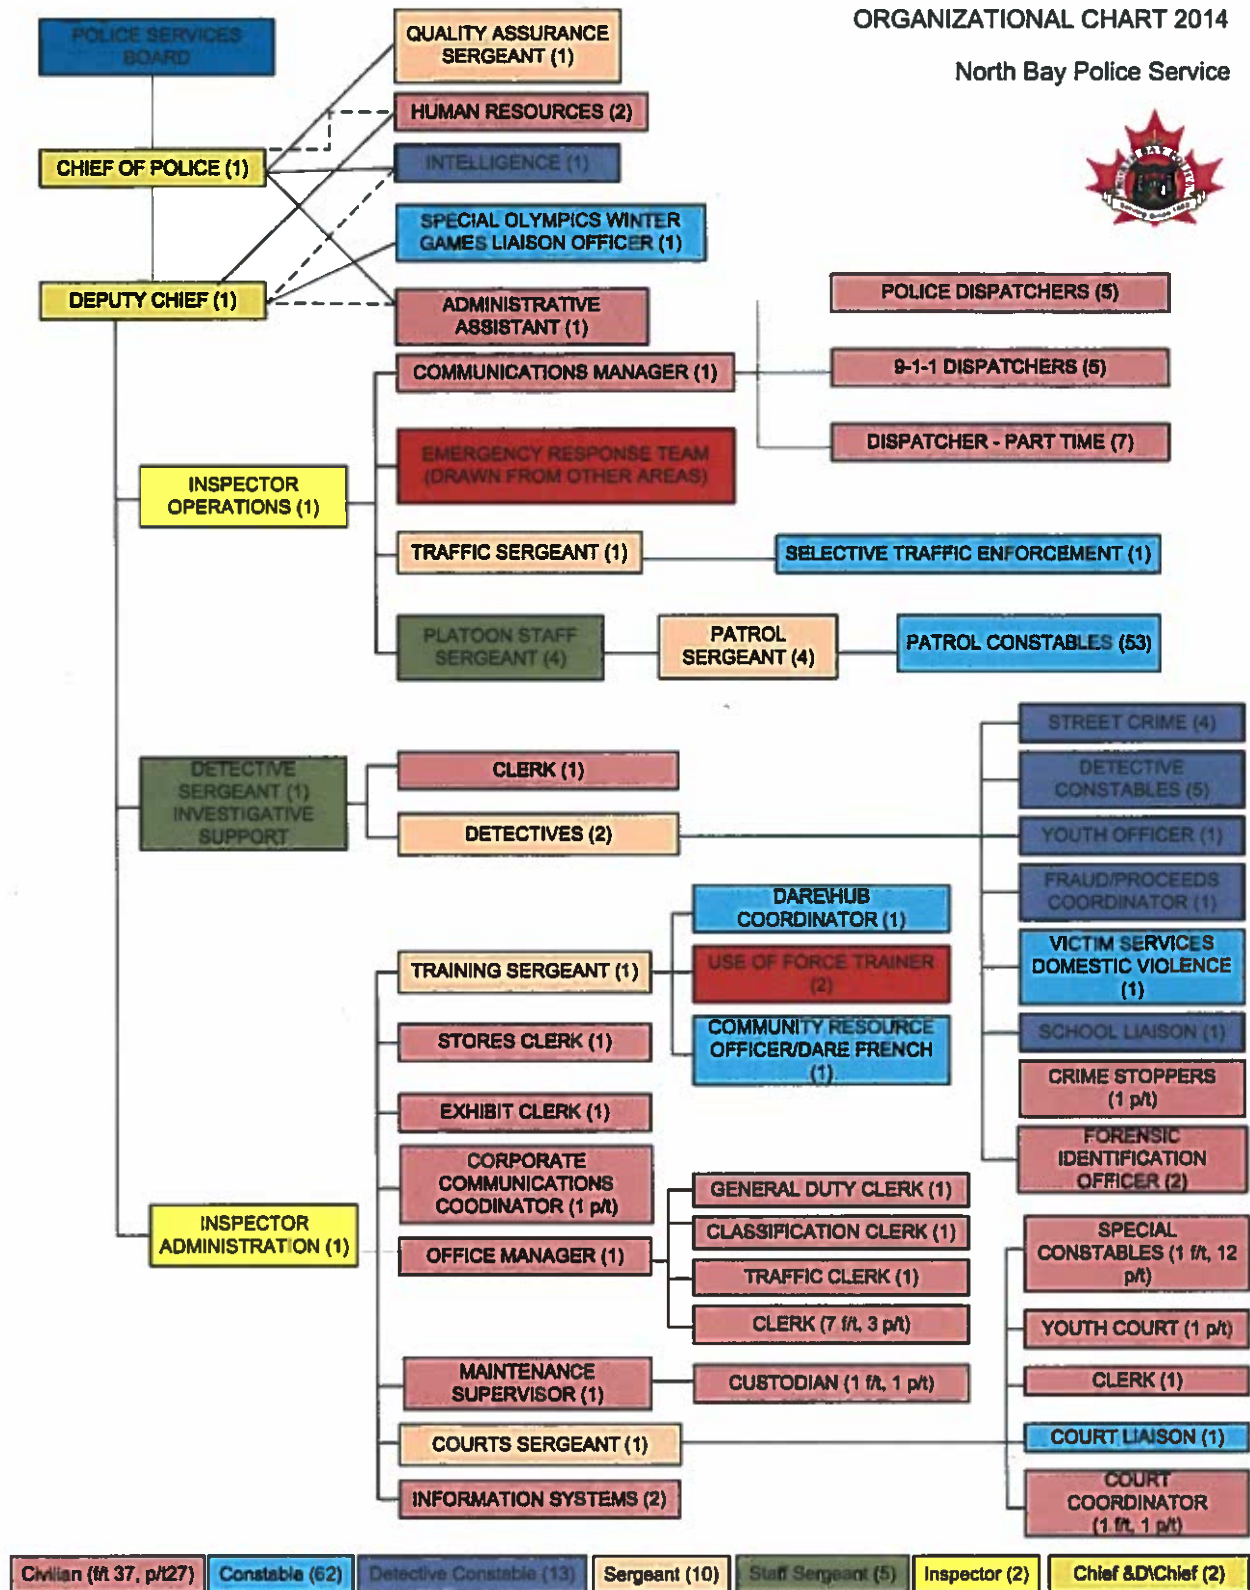 ORGANIZATIONAL CHART 2014
North Bay Police Service
NORTH BAY POLICE
Serving Since 1882
POLICE SERVICES
BOARD
CHIEF OF POLICE (1)
DEPUTY CHIEF (1)
QUALITY ASSURANCE
SERGEANT (1)
HUMAN RESOURCES (2)
INTELLIGENCE (1)
SPECIAL OLYMPICS WINTER
GAMES LIAISON OFFICER (1)
ADMINISTRATIVE
ASSISTANT (1)
INSPECTOR
OPERATIONS (1)
COMMUNICATIONS MANAGER (1)
POLICE DISPATCHERS (5)
9-1-1 DISPATCHERS (5)
DISPATCHER - PART TIME (7)
EMERGENCY RESPONSE TEAM
(DRAWN FROM OTHER AREAS)
TRAFFIC SERGEANT (1)
SELECTIVE TRAFFIC ENFORCEMENT (1)
PLATOON STAFF
SERGEANT (4)
PATROL
SERGEANT (4)
PATROL CONSTABLES (53)
DETECTIVE
SERGEANT (1)
INVESTIGATIVE
SUPPORT
CLERK (1)
DETECTIVES (2)
STREET CRIME (4)
DETECTIVE
CONSTABLES (5)
YOUTH OFFICER (1)
FRAUD/PROCEEDS
COORDINATOR (1)
VICTIM SERVICES
DOMESTIC VIOLENCE
(1)
SCHOOL LIAISON (1)
CRIME STOPPERS
(1 p/t)
FORENSIC
IDENTIFICATION
OFFICER (2)
INSPECTOR
ADMINISTRATION (1)
TRAINING SERGEANT (1)
DARE\HUB
COORDINATOR (1)
USE OF FORCE TRAINER
(2)
COMMUNITY RESOURCE
OFFICER/DARE FRENCH
(1)
STORES CLERK (1)
EXHIBIT CLERK (1)
CORPORATE
COMMUNICATIONS
COODINATOR (1 p/t)
OFFICE MANAGER (1)
GENERAL DUTY CLERK (1)
CLASSIFICATION CLERK (1)
TRAFFIC CLERK (1)
CLERK (7 f/t, 3 p/t)
MAINTENANCE
SUPERVISOR (1)
CUSTODIAN (1 f/t, 1 p/t)
COURTS SERGEANT (1)
SPECIAL
CONSTABLES (1 f/t, 12
p/t)
YOUTH COURT (1 p/t)
CLERK (1)
COURT LIAISON (1)
COURT
COORDINATOR
(1 f/t, 1 p/t)
INFORMATION SYSTEMS (2)
Civilian (f/t 37, p/t27)
Constable (62)
Detective Constable (13)
Sergeant (10)
Staff Sergeant (5)
Inspector (2)
Chief &D\Chief (2)